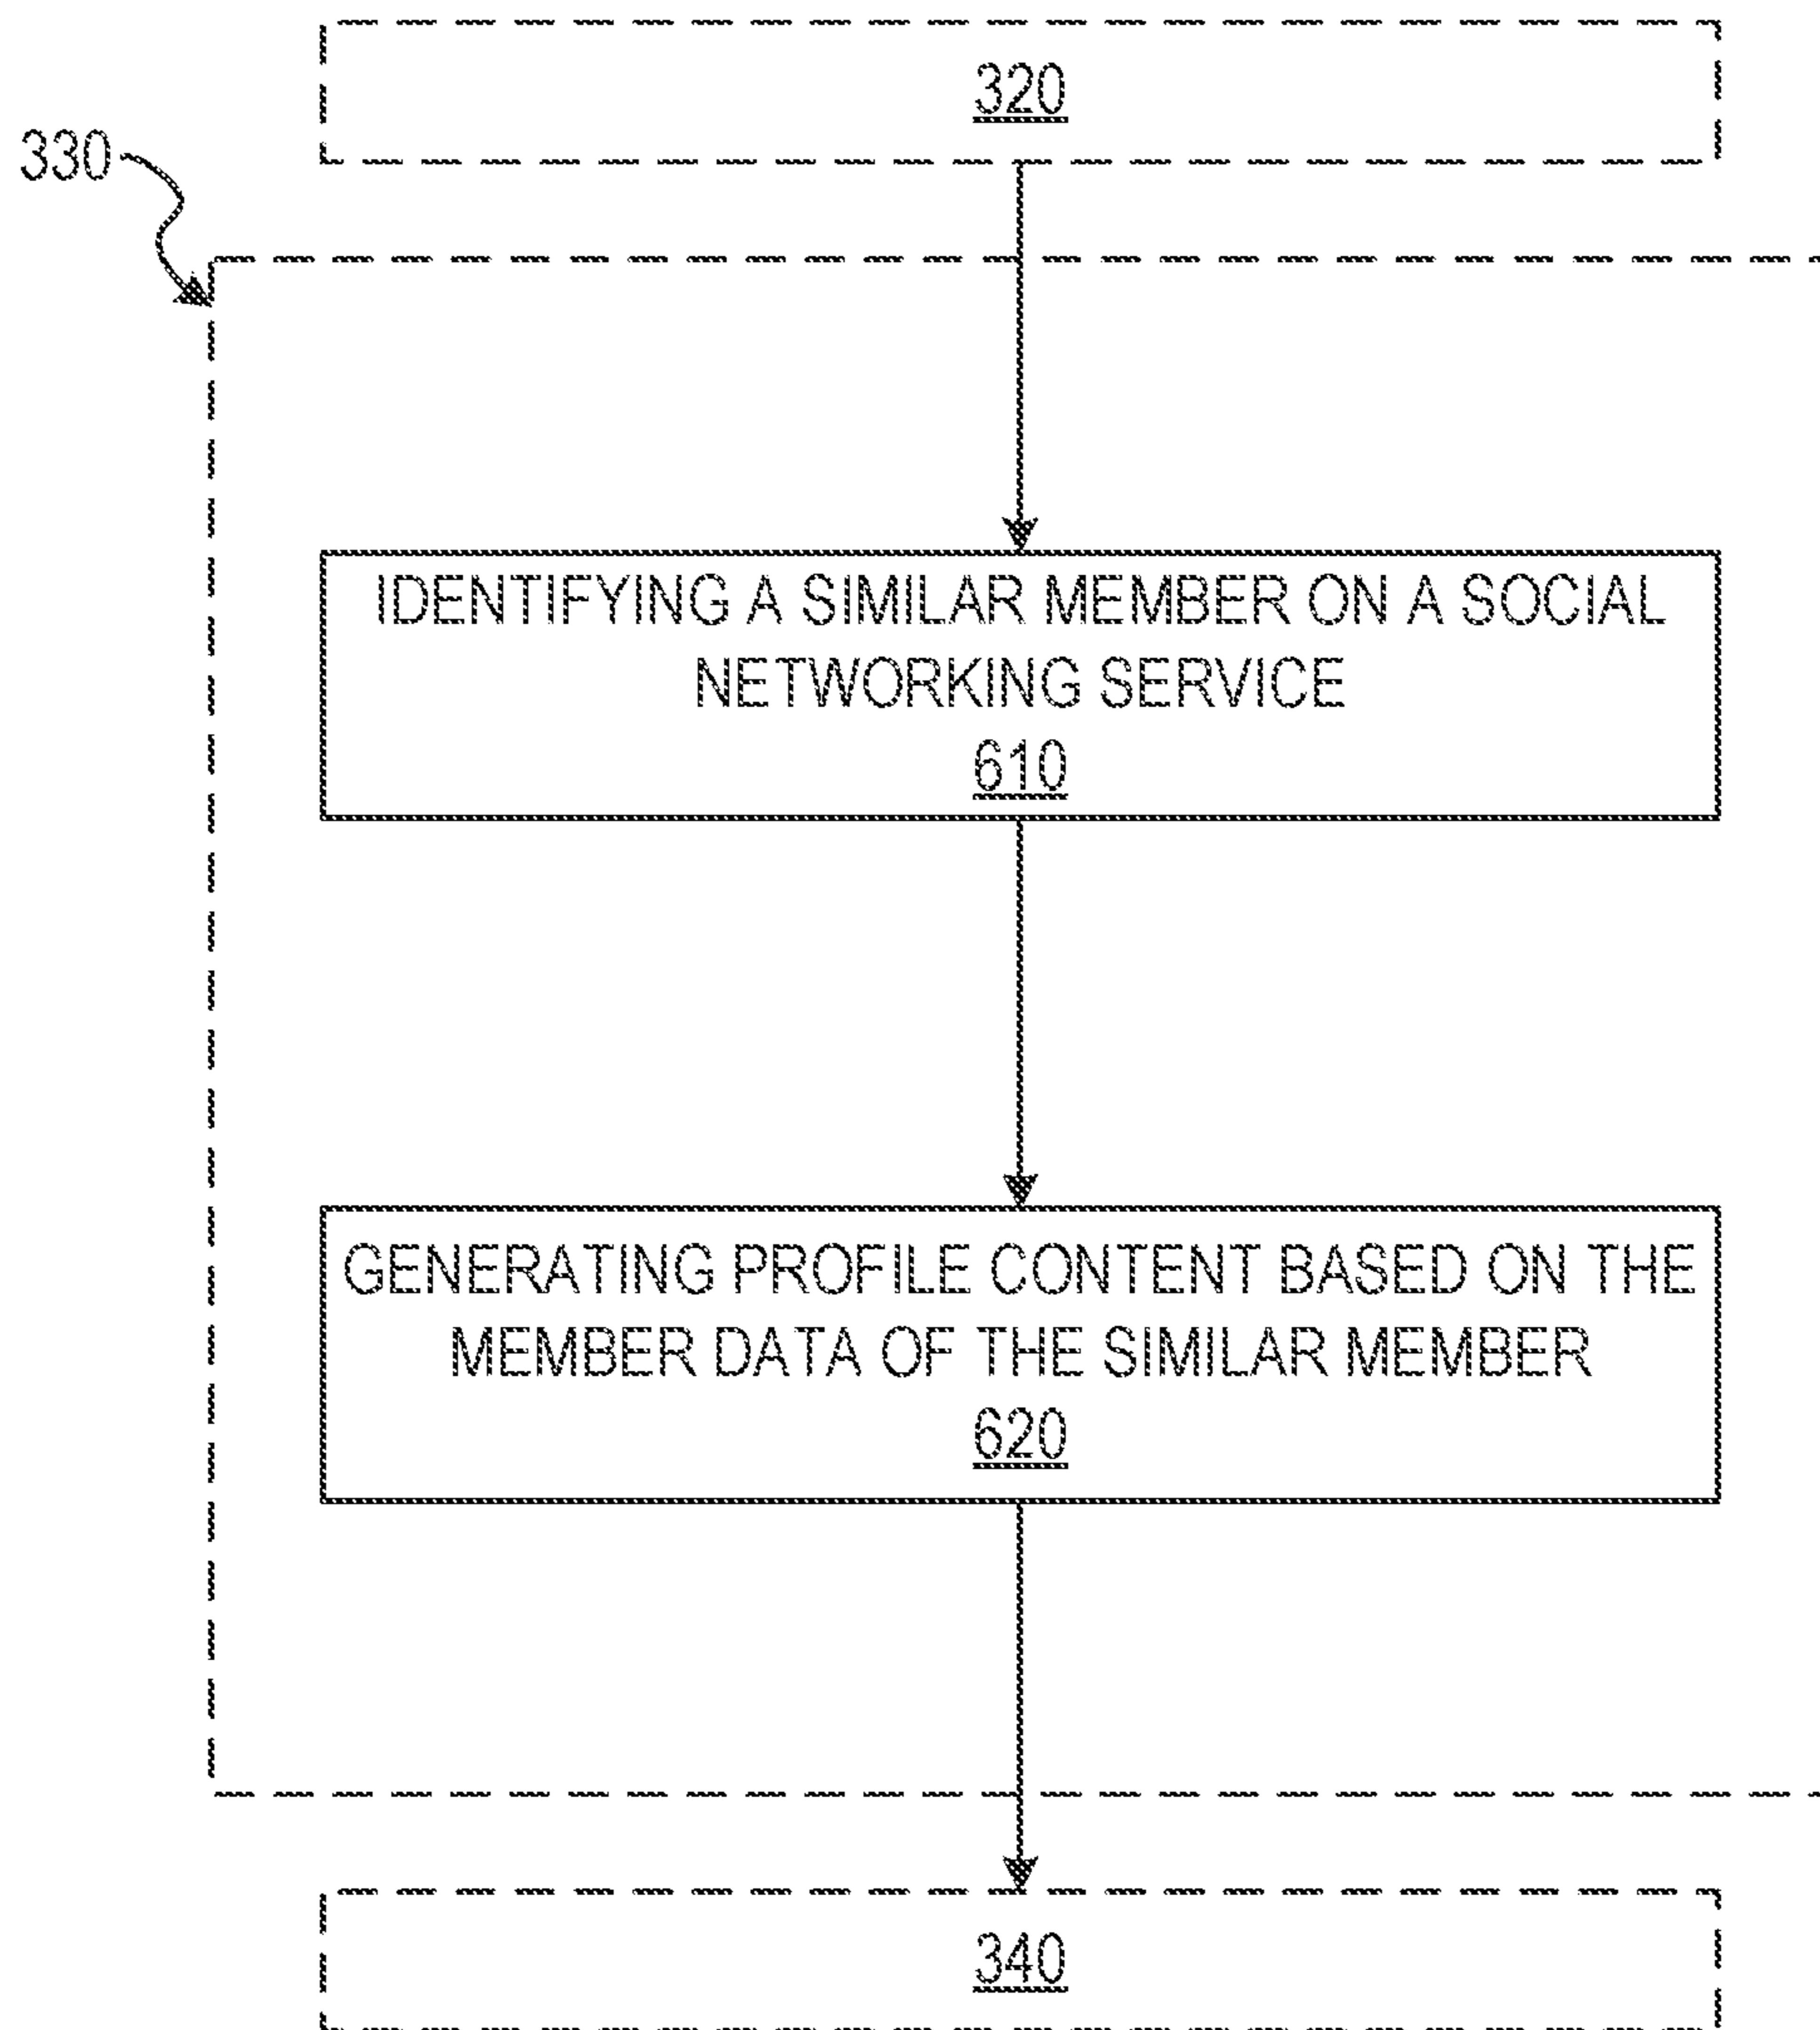 320
330
IDENTIFYING A SIMILAR MEMBER ON A SOCIAL
NETWORKING SERVICE
610
GENERATING PROFILE CONTENT BASED ON THE
MEMBER DATA OF THE SIMILAR MEMBER
620
340